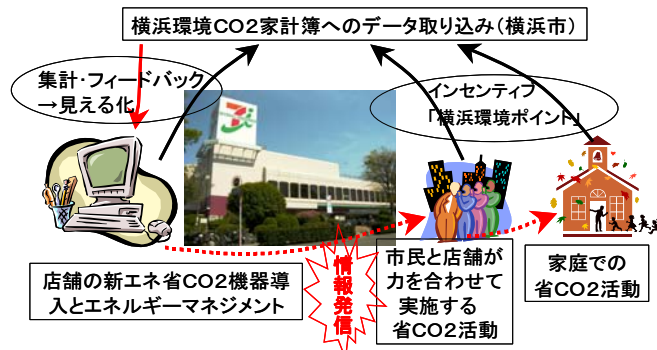 横浜環境CO2家計簿へのデータ取り込み(横浜市)
集計・フィードバック
→見える化
インセンティブ
「横浜環境ポイント」
7
i
店舗の新エネ省CO2機器導
入とエネルギーマネジメント
情報発信
市民と店舗が
力を合わせて
実施する
省CO2活動
家庭での
省CO2活動